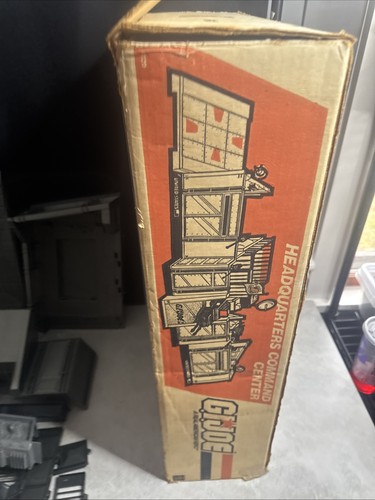 HEADQUARTERS COMMAND
CENTER
G.I. JOE